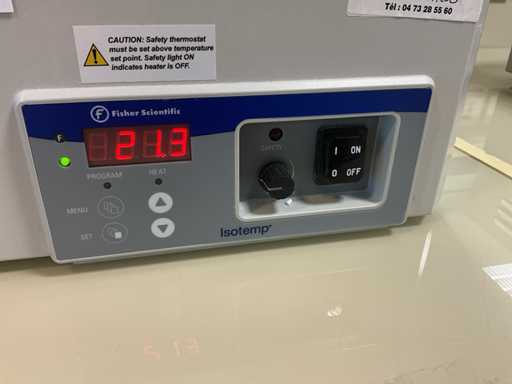 Tél : 04 73 28 55 60
CAUTION: Safety thermostat
must be set above temperature
set point. Safety light ON
indicates heater is OFF.
F Fisher Scientific
F
21.3
SAFETY
I ON
O OFF
PROGRAM HEAT
MENU
SET
Isotemp